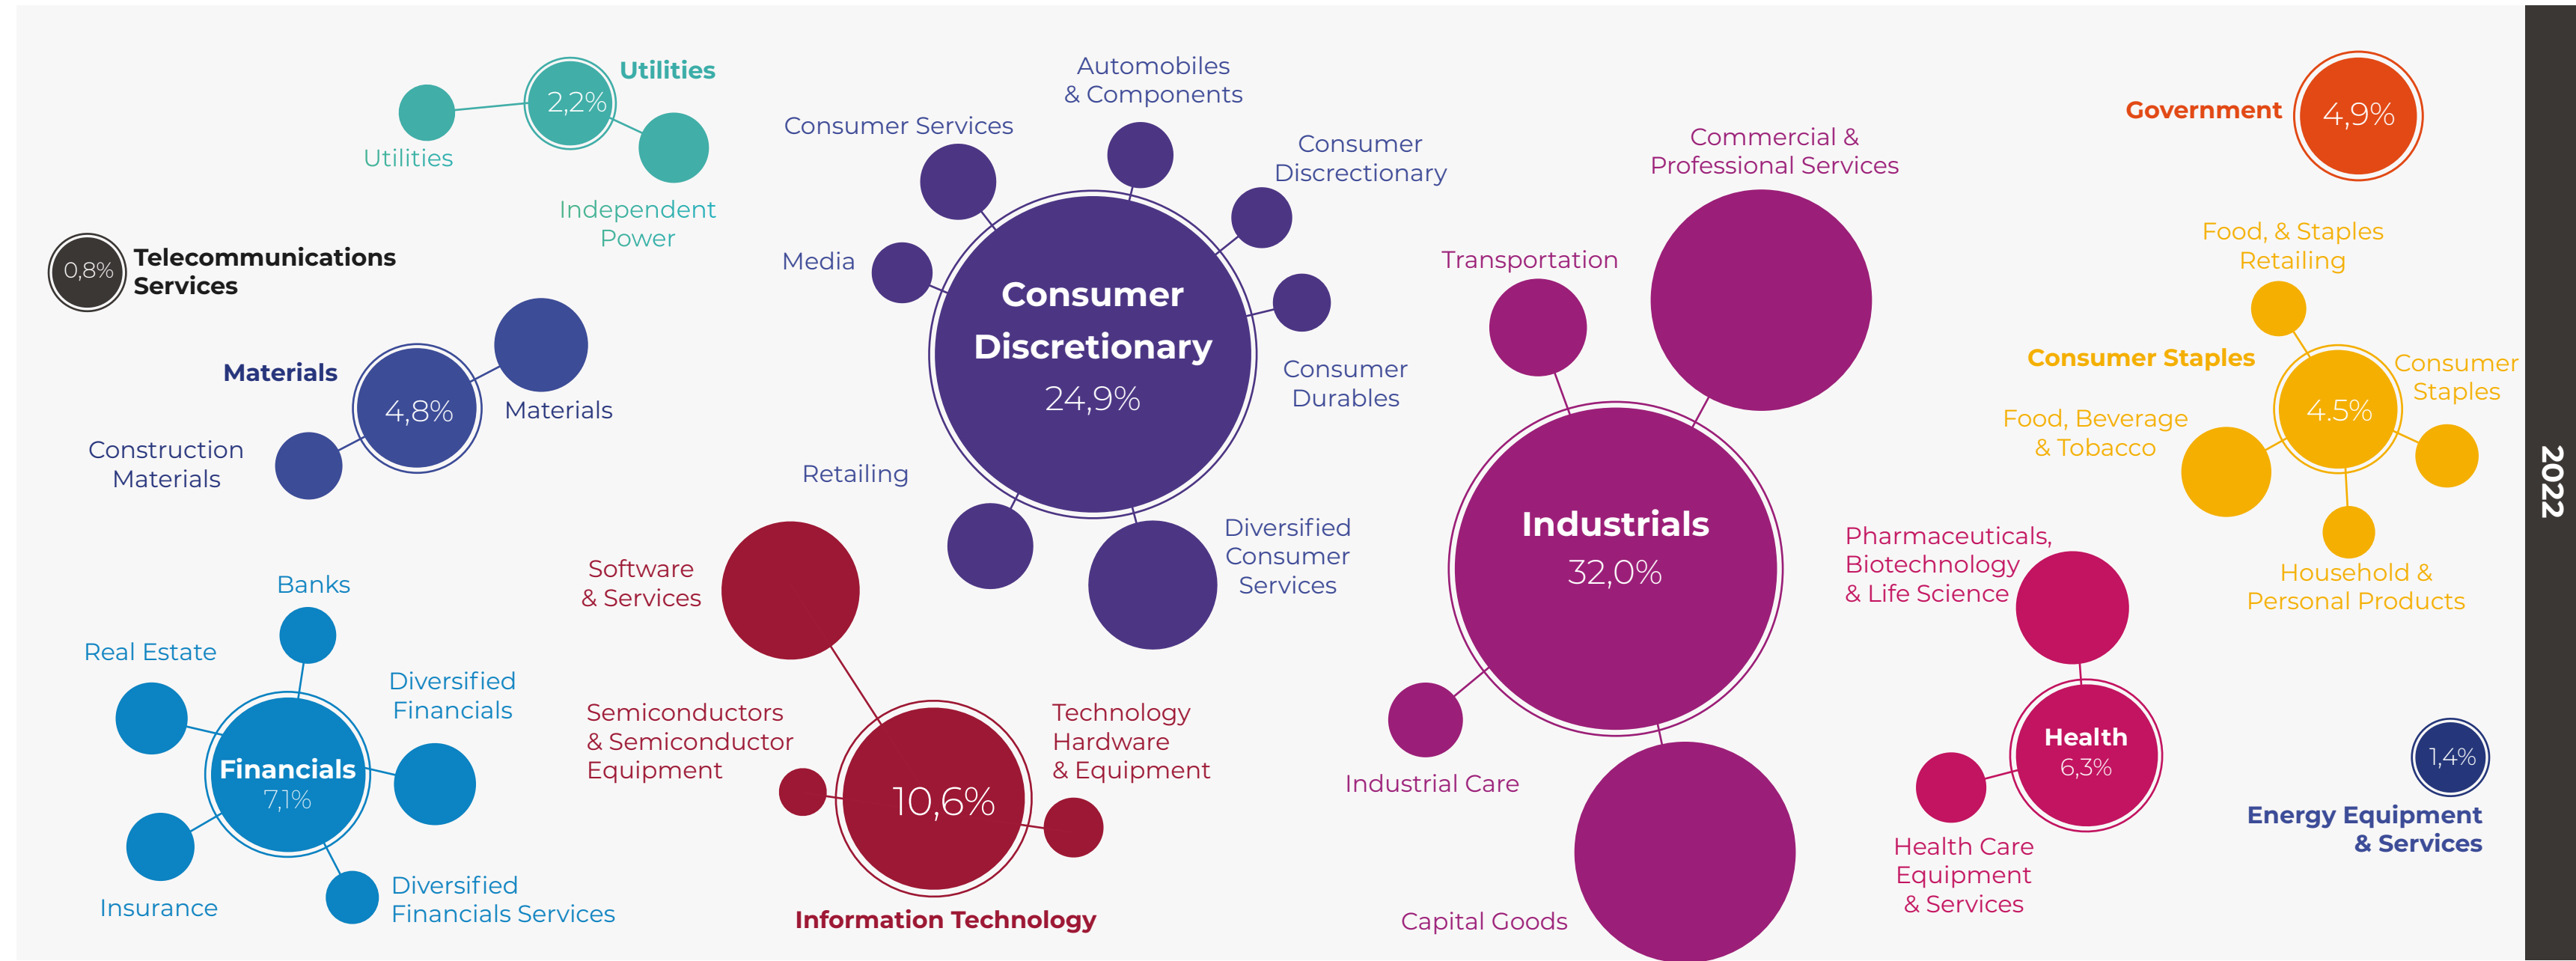 Utilities
2,2%
Utilities
Independent
Power
0,8%
Telecommunications
Services
Materials
4,8%
Materials
Construction
Materials
Banks
Real Estate
Diversified
Financials
Financials
7,1%
Insurance
Diversified
Financials Services
Automobiles
& Components
Consumer Services
Consumer
Discrectionary
Media
Consumer
Discretionary
24,9%
Consumer
Durables
Retailing
Diversified
Consumer
Services
Software
& Services
Semiconductors
& Semiconductor
Equipment
Technology
Hardware
& Equipment
10,6%
Information Technology
Commercial &
Professional Services
Transportation
Industrials
32,0%
Industrial Care
Capital Goods
Government
4,9%
Food, & Staples
Retailing
Consumer Staples
Consumer
Staples
4.5%
Food, Beverage
& Tobacco
Household &
Personal Products
Pharmaceuticals,
Biotechnology
& Life Science
Health
6,3%
Health Care
Equipment
& Services
1,4%
Energy Equipment
& Services
2022